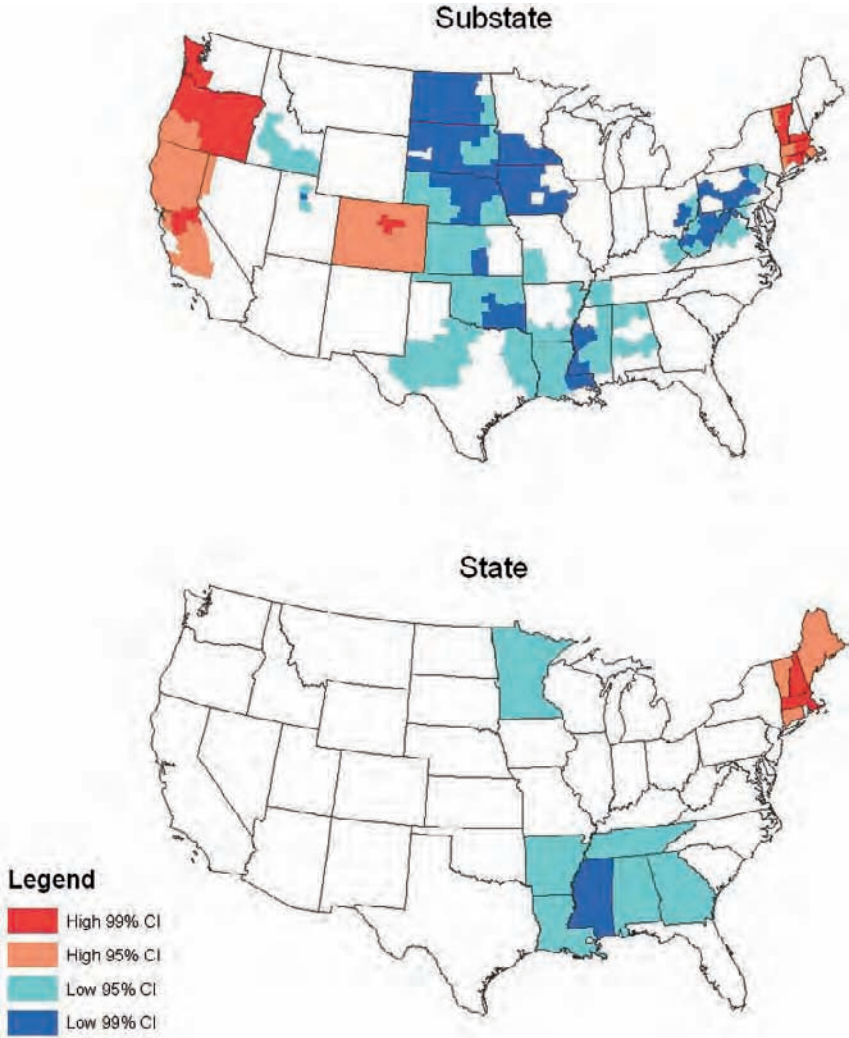 Substate
State
Legend
High 99% CI
High 95% CI
Low 95% CI
Low 99% CI